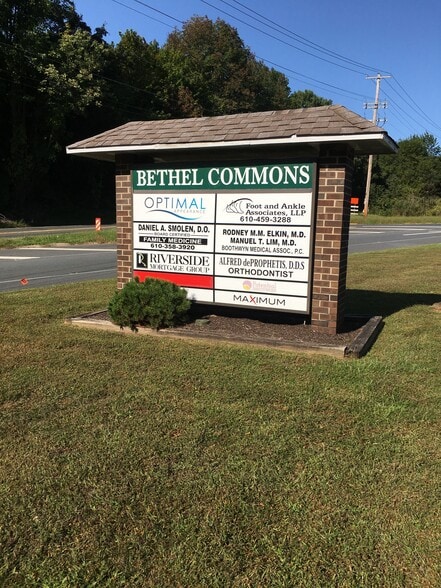 BETHEL COMMONS
OPTIMAL
APPEARANCE
Foot and Ankle
Associates, LLP
610-459-3288
DANIEL A. SMOLEN, D.O.
BOARD CERTIFIED
FAMILY MEDICINE
610-358-3920
RODNEY M.M. ELKIN, M.D.
MANUEL T. LIM, M.D.
BOOTHWYN MEDICAL ASSOC., P.C.
R RIVERSIDE
MORTGAGE GROUP
ALFRED DePROPHETIS, D.D.S
ORTHODONTIST
MAXIMUM